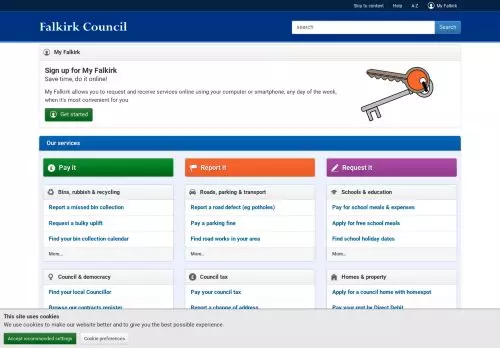 Skip to content Help A-Z My Falkirk
Falkirk Council
search Search
My Falkirk
Sign up for My Falkirk
Save time, do it online!
My Falkirk allows you to request and receive services online using your computer or smartphone, any day of the week,
when it's most convenient for you
Get started
Our services
Pay it
Report it
Request it
Bins, rubbish & recycling
Report a missed bin collection
Request a bulky uplift
Find your bin collection calendar
More...
Roads, parking & transport
Report a road defect (eg potholes)
Pay a parking fine
Find road works in your area
More...
Schools & education
Pay for school meals & expenses
Apply for free school meals
Find school holiday dates
More...
Council & democracy
Find your local Councillor
Browse our contracts register
Council tax
Pay your council tax
Report a change of address
Homes & property
Apply for a council home with homespot
Pay your rent by Direct Debit
This site uses cookies
We use cookies to make our website better and to give you the best possible experience.
Accept recommended settings Cookie preferences